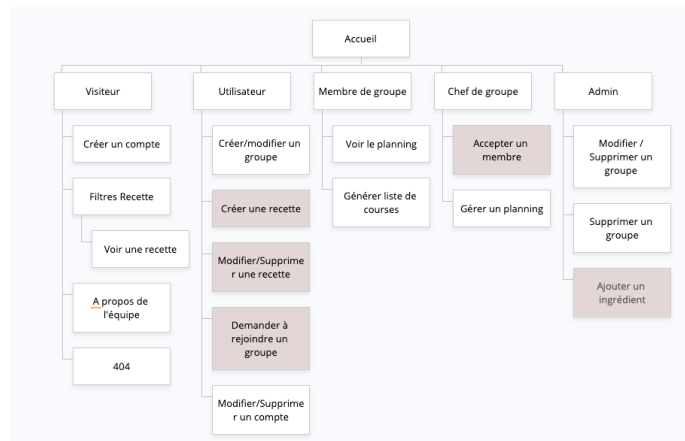 Accueil
Visiteur
Utilisateur
Membre de groupe
Chef de groupe
Admin
Créer un compte
Filtres Recette
Voir une recette
A propos de
l'équipe
404
Créer/modifier un
groupe
Créer une recette
Modifier/Supprime
r une recette
Demander à
rejoindre un
groupe
Modifier/Supprime
r un compte
Voir le planning
Générer liste de
courses
Accepter un
membre
Gérer un planning
Modifier /
Supprimer un
groupe
Supprimer un
groupe
Ajouter un
ingrédient